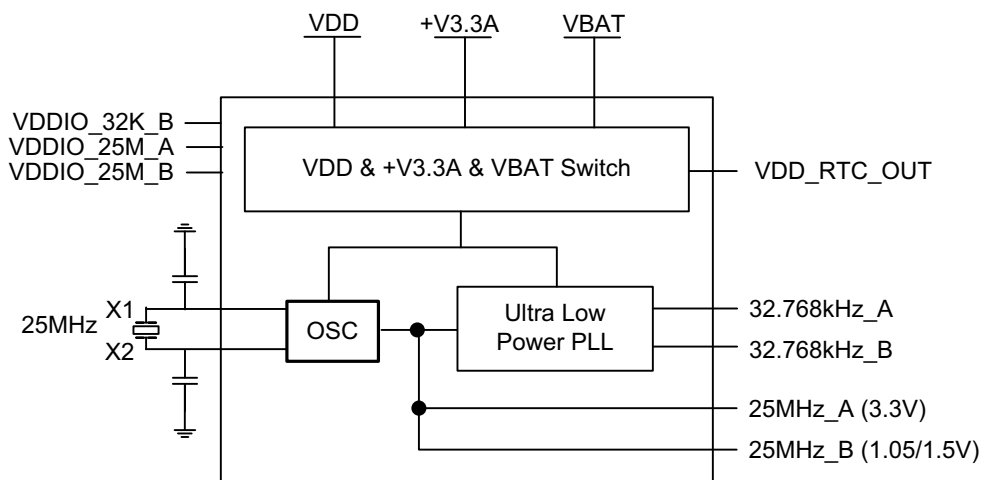 VDD
+V3.3A
VBAT
VDDIO_32K_B
VDDIO_25M_A
VDDIO_25M_B
VDD & +V3.3A & VBAT Switch
VDD_RTC_OUT
X1
25MHz
X2
OSC
Ultra Low
Power PLL
32.768kHz_A
32.768kHz_B
25MHz_A (3.3V)
25MHz_B (1.05/1.5V)